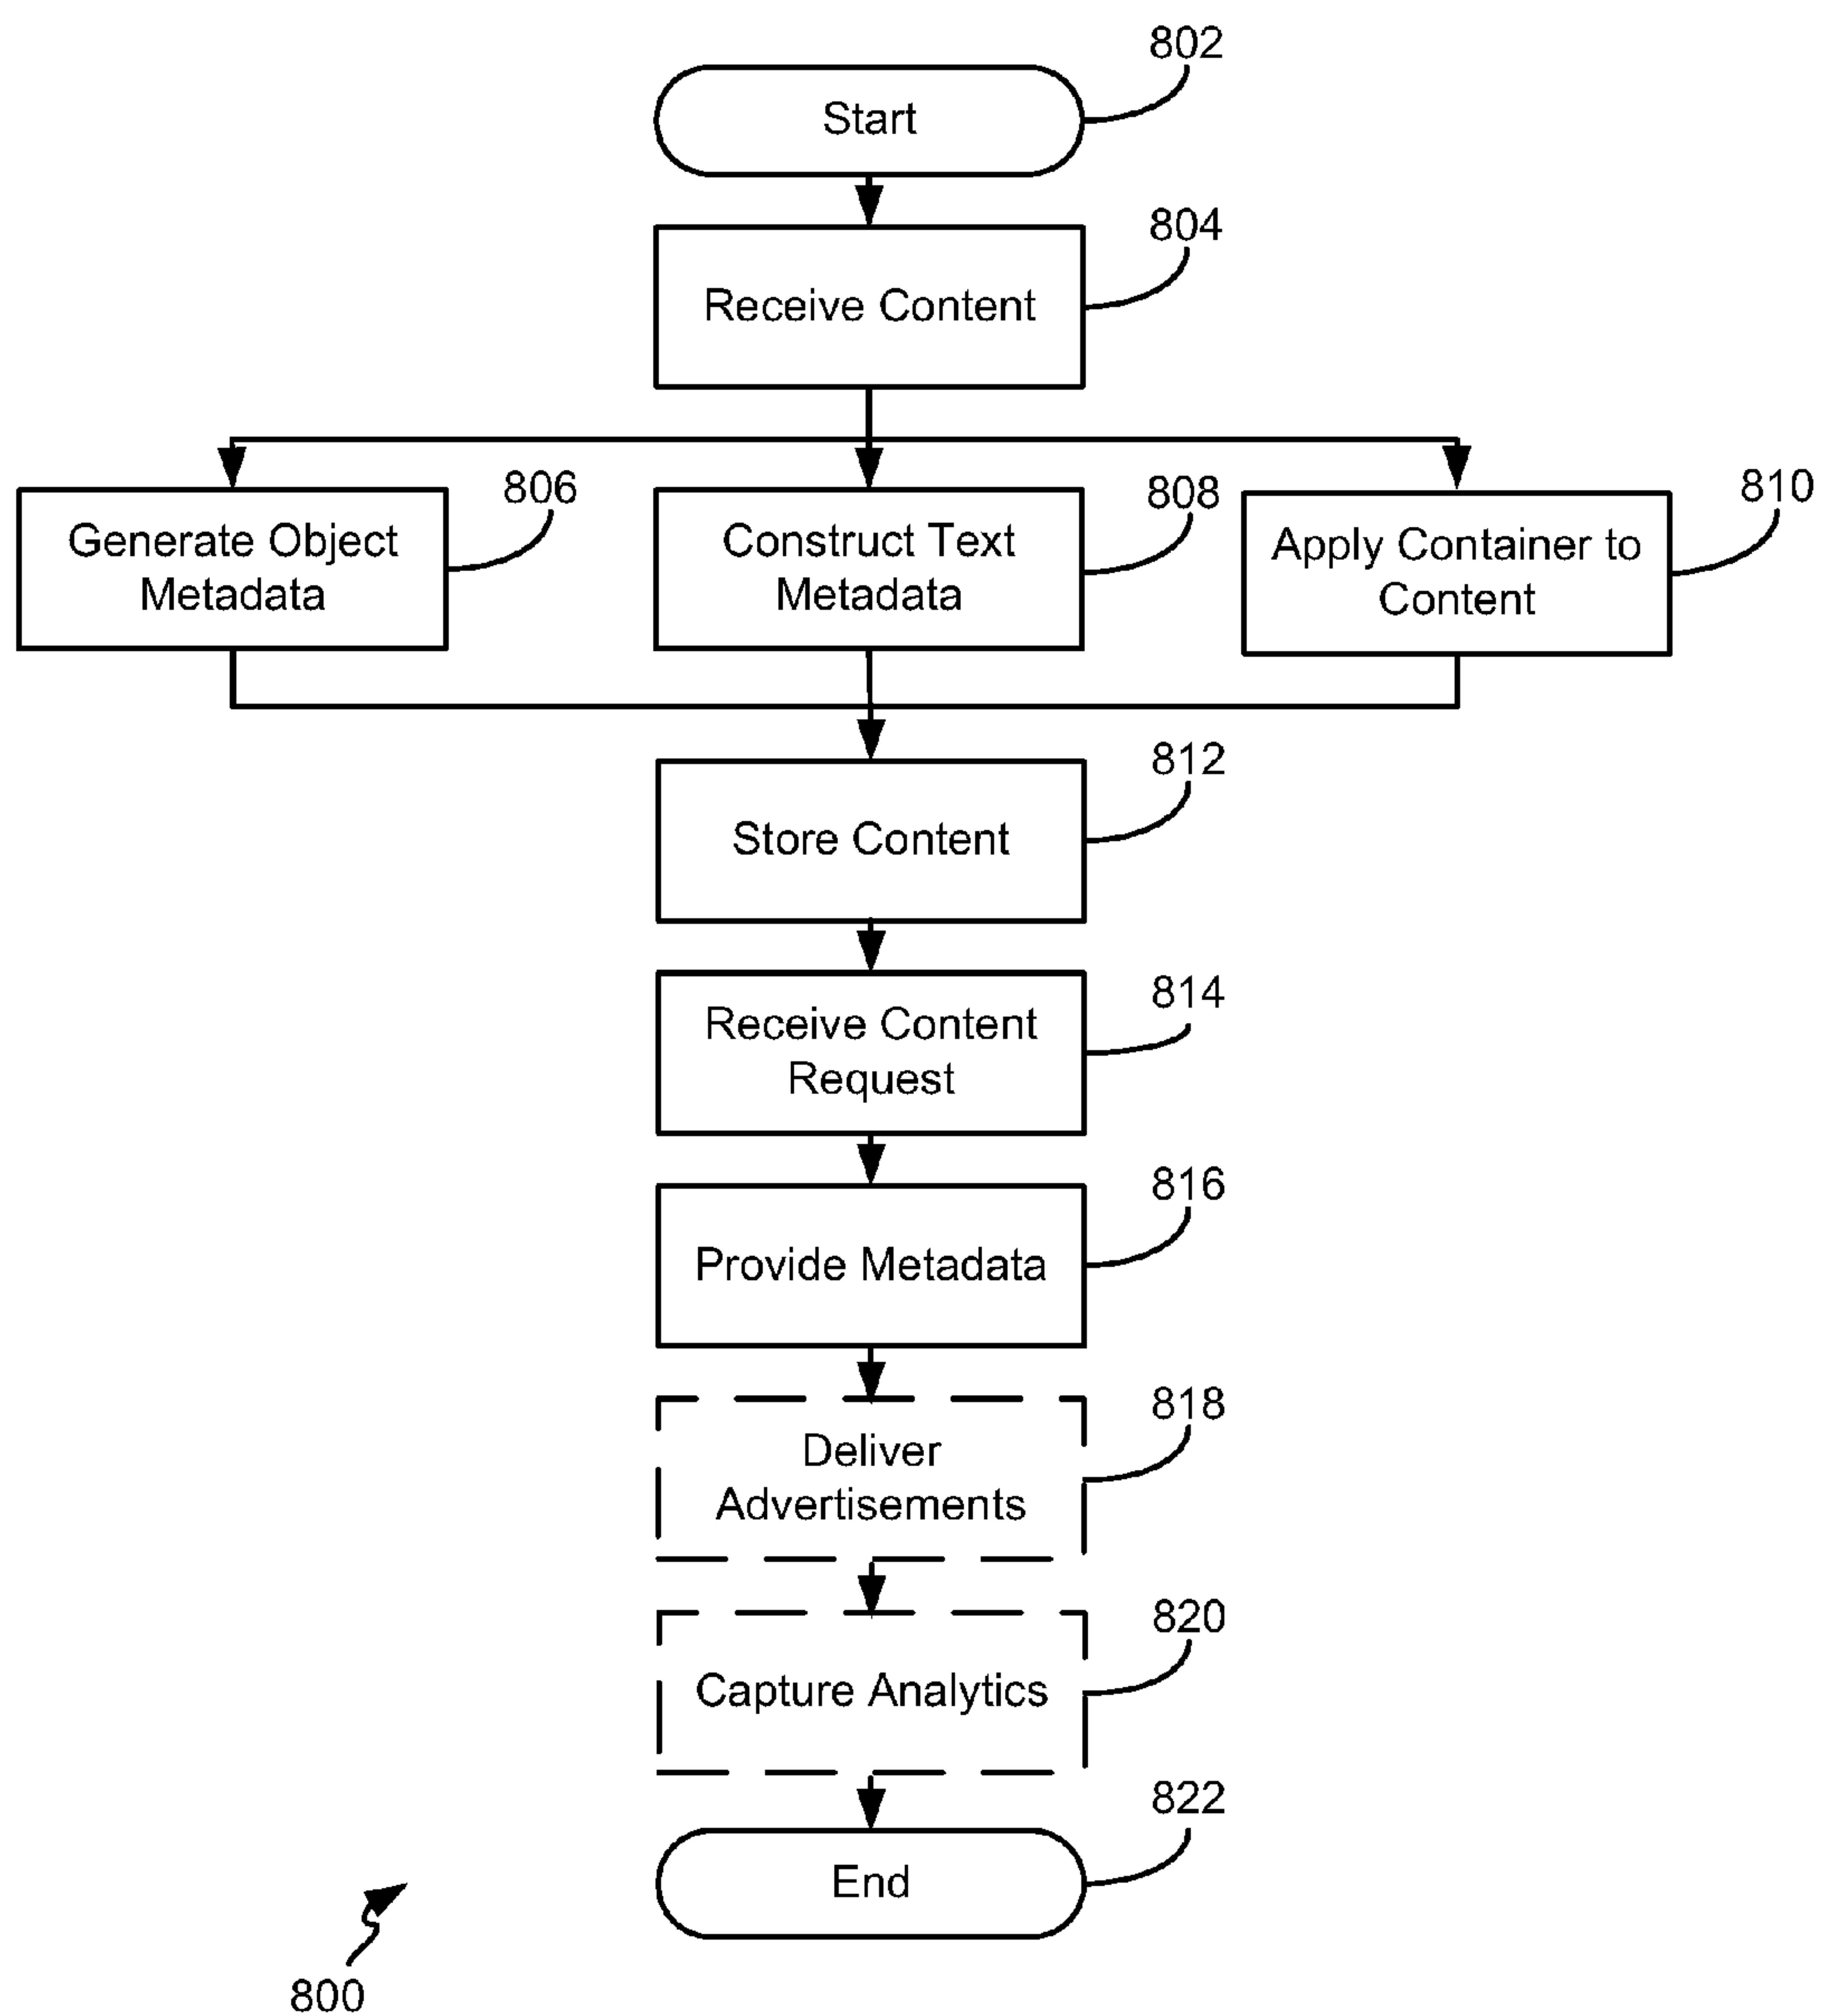 802
Start
804
Receive Content
806
Generate Object
Metadata
808
Construct Text
Metadata
810
Apply Container to
Content
812
Store Content
814
Receive Content
Request
816
Provide Metadata
818
Deliver
Advertisements
820
Capture Analytics
822
End
800